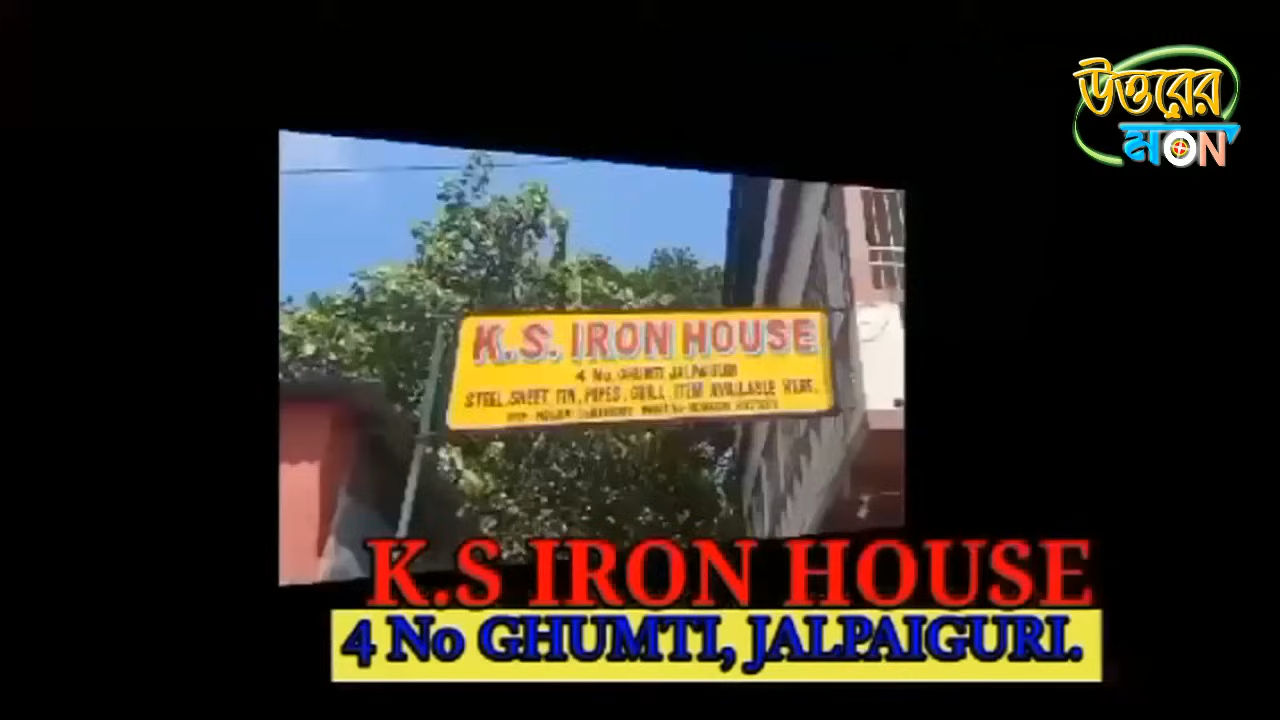 উত্তরের
মON
K.S. IRON HOUSE
4 No. GHUMTI JALPAIGURI
STEEL, SHEET TIN, PIPES, GRILL ITEM AVAILABLE HERE.
K.S IRON HOUSE
4 No GHUMTI, JALPAIGURI.